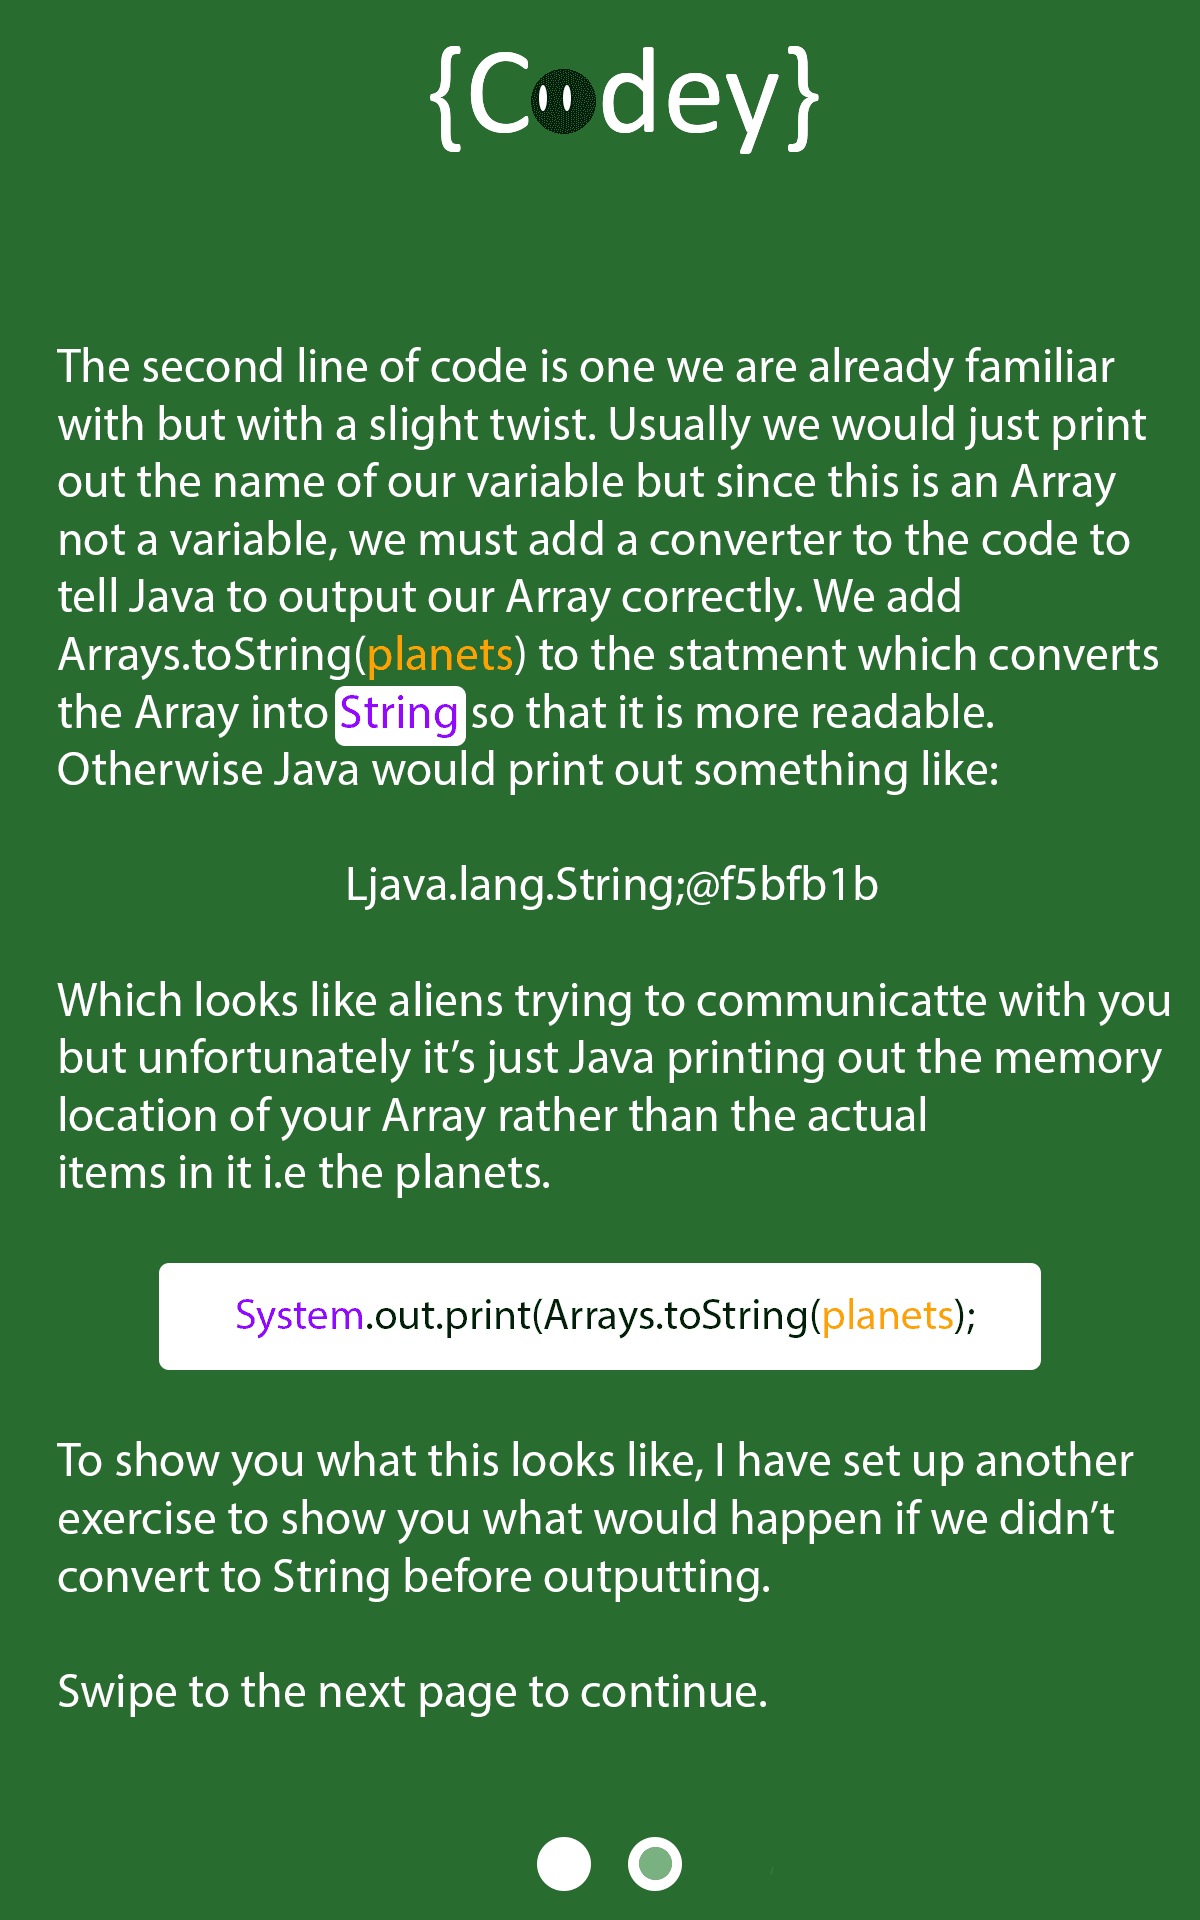 {Codey}
The second line of code is one we are already familiar
with but with a slight twist. Usually we would just print
out the name of our variable but since this is an Array
not a variable, we must add a converter to the code to
tell Java to output our Array correctly. We add
Arrays.toString(planets) to the statment which converts
the Array into String so that it is more readable.
Otherwise Java would print out something like:
Ljava.lang.String;@f5bfb1b
Which looks like aliens trying to communicatte with you
but unfortunately it’s just Java printing out the memory
location of your Array rather than the actual
items in it i.e the planets.
System.out.print(Arrays.toString(planets);
To show you what this looks like, I have set up another
exercise to show you what would happen if we didn’t
convert to String before outputting.
Swipe to the next page to continue.